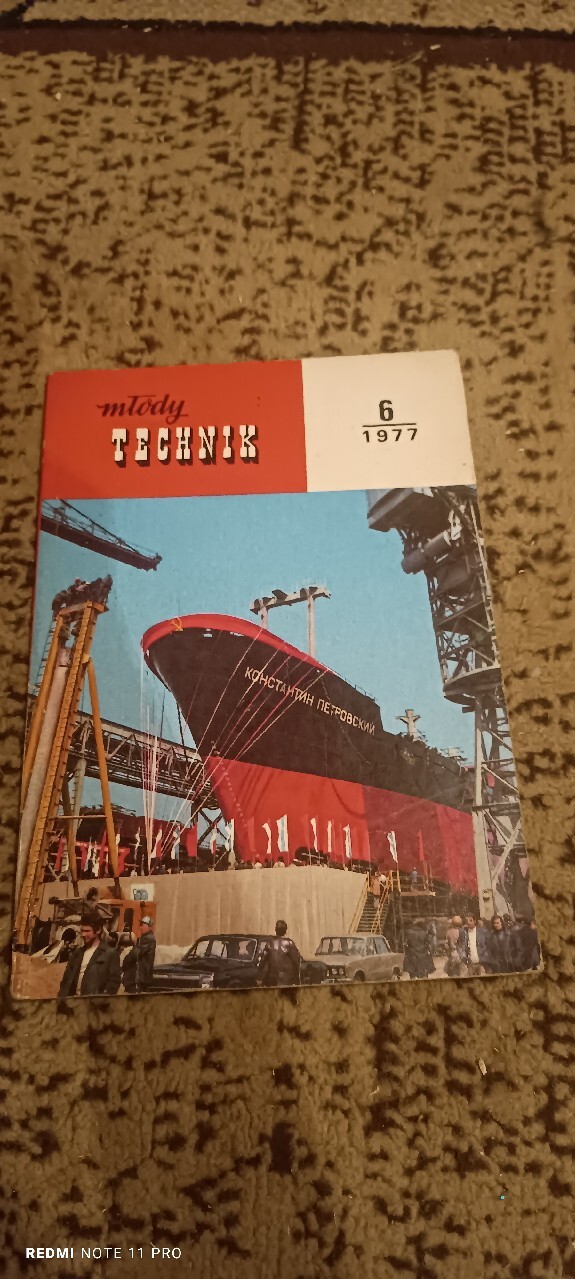 młody
TECHNIK
6
1977
КОНСТАНТИН ПЕТРОВСКИЙ
REDMI NOTE 11 PRO